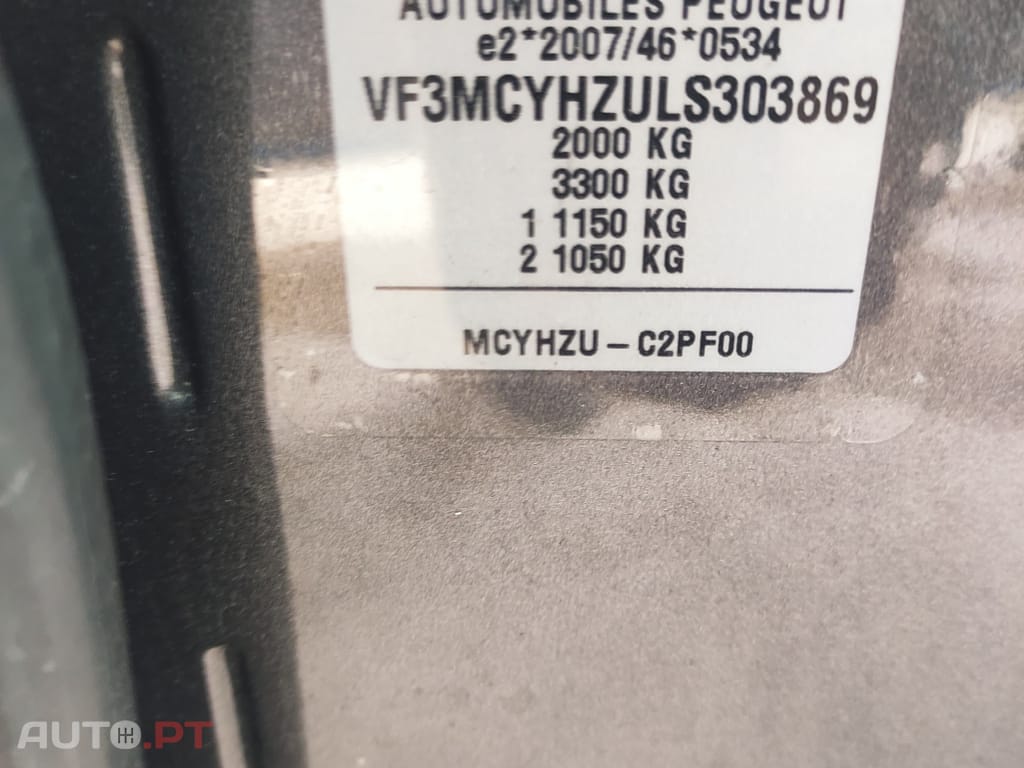 AUTOMOBILES PEUGEOT
e2*2007/46*0534
VF3MCYHZULS303869
2000 KG
3300 KG
1 1150 KG
2 1050 KG
MCYHZU – C2PF00
AUTO.PT